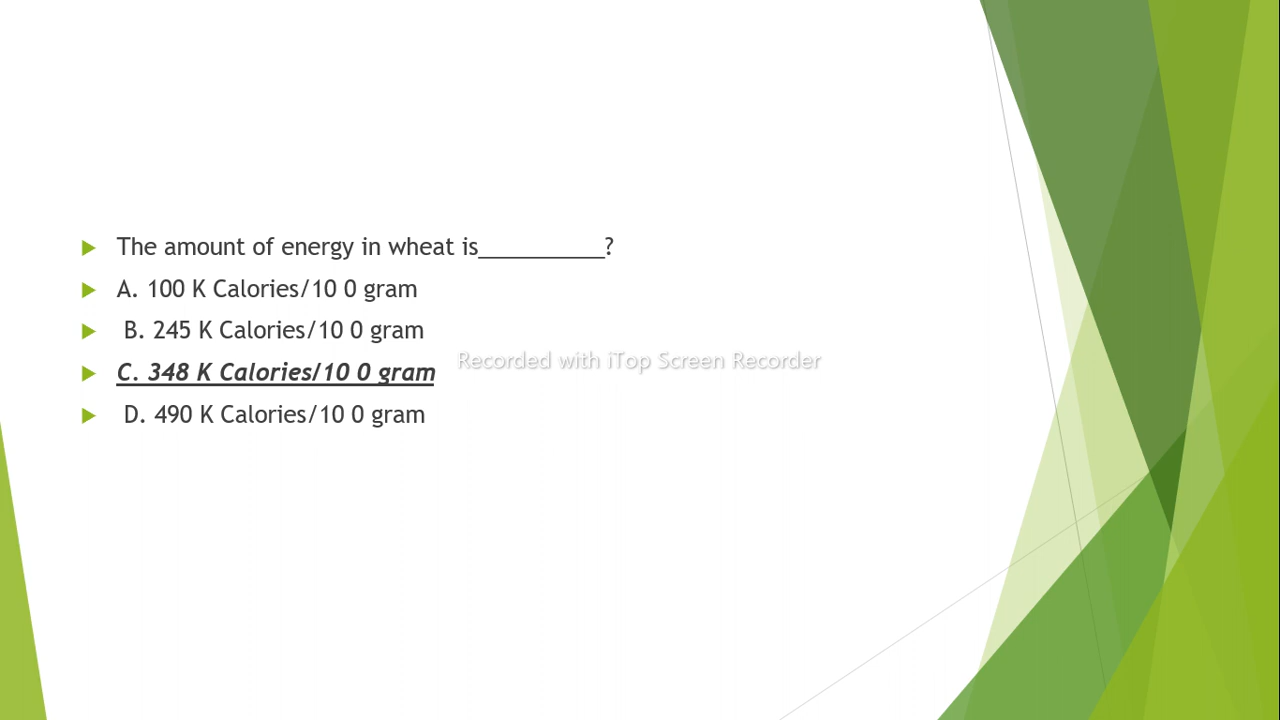 The amount of energy in wheat is__________?
A. 100 K Calories/10 0 gram
B. 245 K Calories/10 0 gram
Recorded with iTop Screen Recorder
C. 348 K Calories/10 0 gram
D. 490 K Calories/10 0 gram